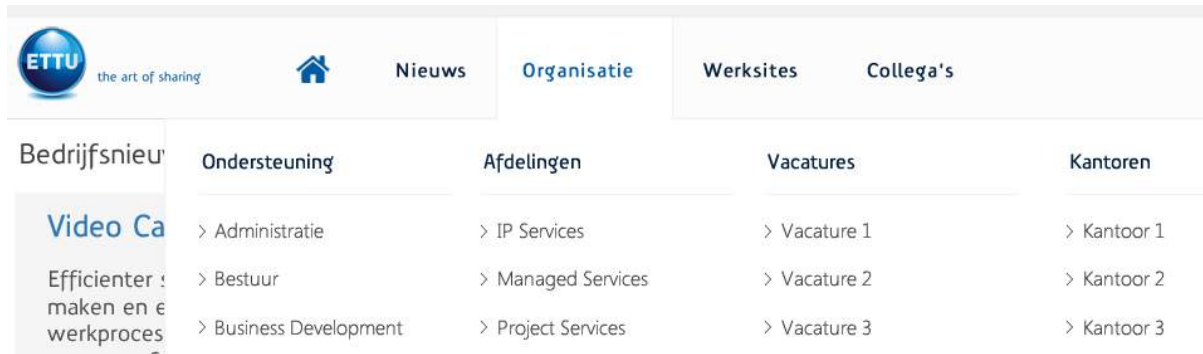 ETTU
the art of sharing
Nieuws Organisatie Werksites Collega's
Bedrijfsnieu
Ondersteuning Afdelingen Vacatures Kantoren
Video Ca
> Administratie > IP Services > Vacature 1 > Kantoor 1
Efficienter
> Bestuur > Managed Services > Vacature 2 > Kantoor 2
maken en e
> Business Development > Project Services > Vacature 3 > Kantoor 3
werkproces